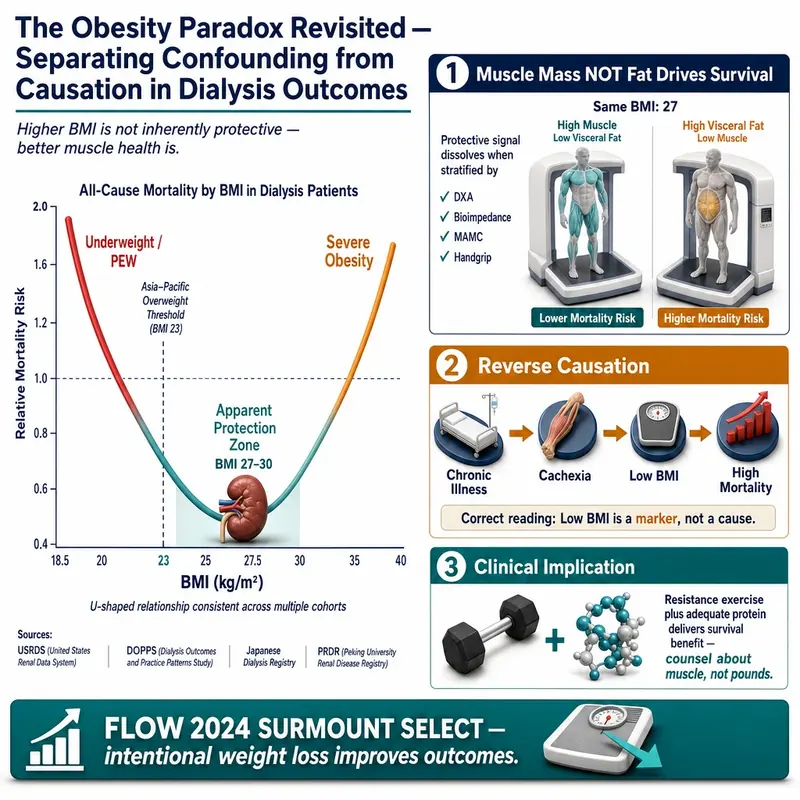 The Obesity Paradox Revisited —
Separating Confounding from
Causation in Dialysis Outcomes
Higher BMI is not inherently protective —
better muscle health is.
All-Cause Mortality by BMI in Dialysis Patients
Relative Mortality Risk
2.0
1.6
1.2
1.0
0.8
0.6
0.4
Underweight /
PEW
Asia–Pacific
Overweight
Threshold
(BMI 23)
Severe
Obesity
Apparent
Protection
Zone
BMI 27–30
18.5 20 23 25 27.5 30 35 40
BMI (kg/m²)
U-shaped relationship consistent across multiple cohorts
Sources:
USRDS (United States
Renal Data System)
DOPPS (Dialysis Outcomes
and Practice Patterns Study)
Japanese
Dialysis Registry
PRDR (Peking University
Renal Disease Registry)
1 Muscle Mass NOT Fat Drives Survival
Same BMI: 27
Protective signal
dissolves when
stratified by
✓ DXA
✓ Bioimpedance
✓ MAMC
✓ Handgrip
High Muscle
Low Visceral Fat
Lower Mortality Risk
High Visceral Fat
Low Muscle
Higher Mortality Risk
2 Reverse Causation
Chronic
Illness
Cachexia
Low BMI
High
Mortality
Correct reading: Low BMI is a marker, not a cause.
3 Clinical Implication
Resistance exercise
plus adequate protein
delivers survival
benefit —
counsel about
muscle, not pounds.
FLOW 2024 SURMOUNT SELECT —
intentional weight loss improves outcomes.